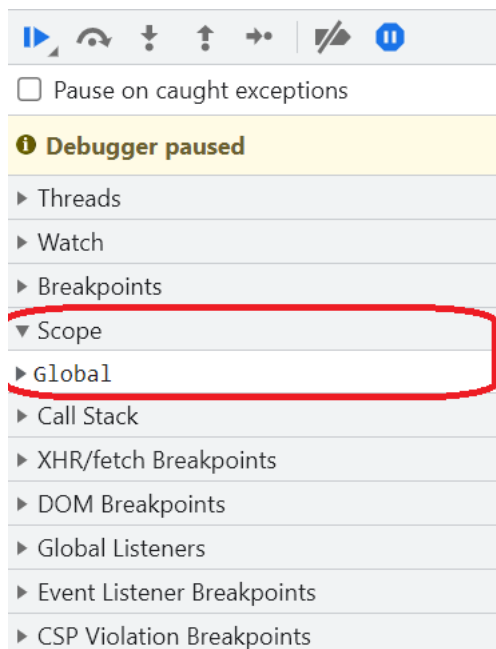 Pause on caught exceptions
Debugger paused
Threads
Watch
Breakpoints
Scope
Global
Call Stack
XHR/fetch Breakpoints
DOM Breakpoints
Global Listeners
Event Listener Breakpoints
CSP Violation Breakpoints